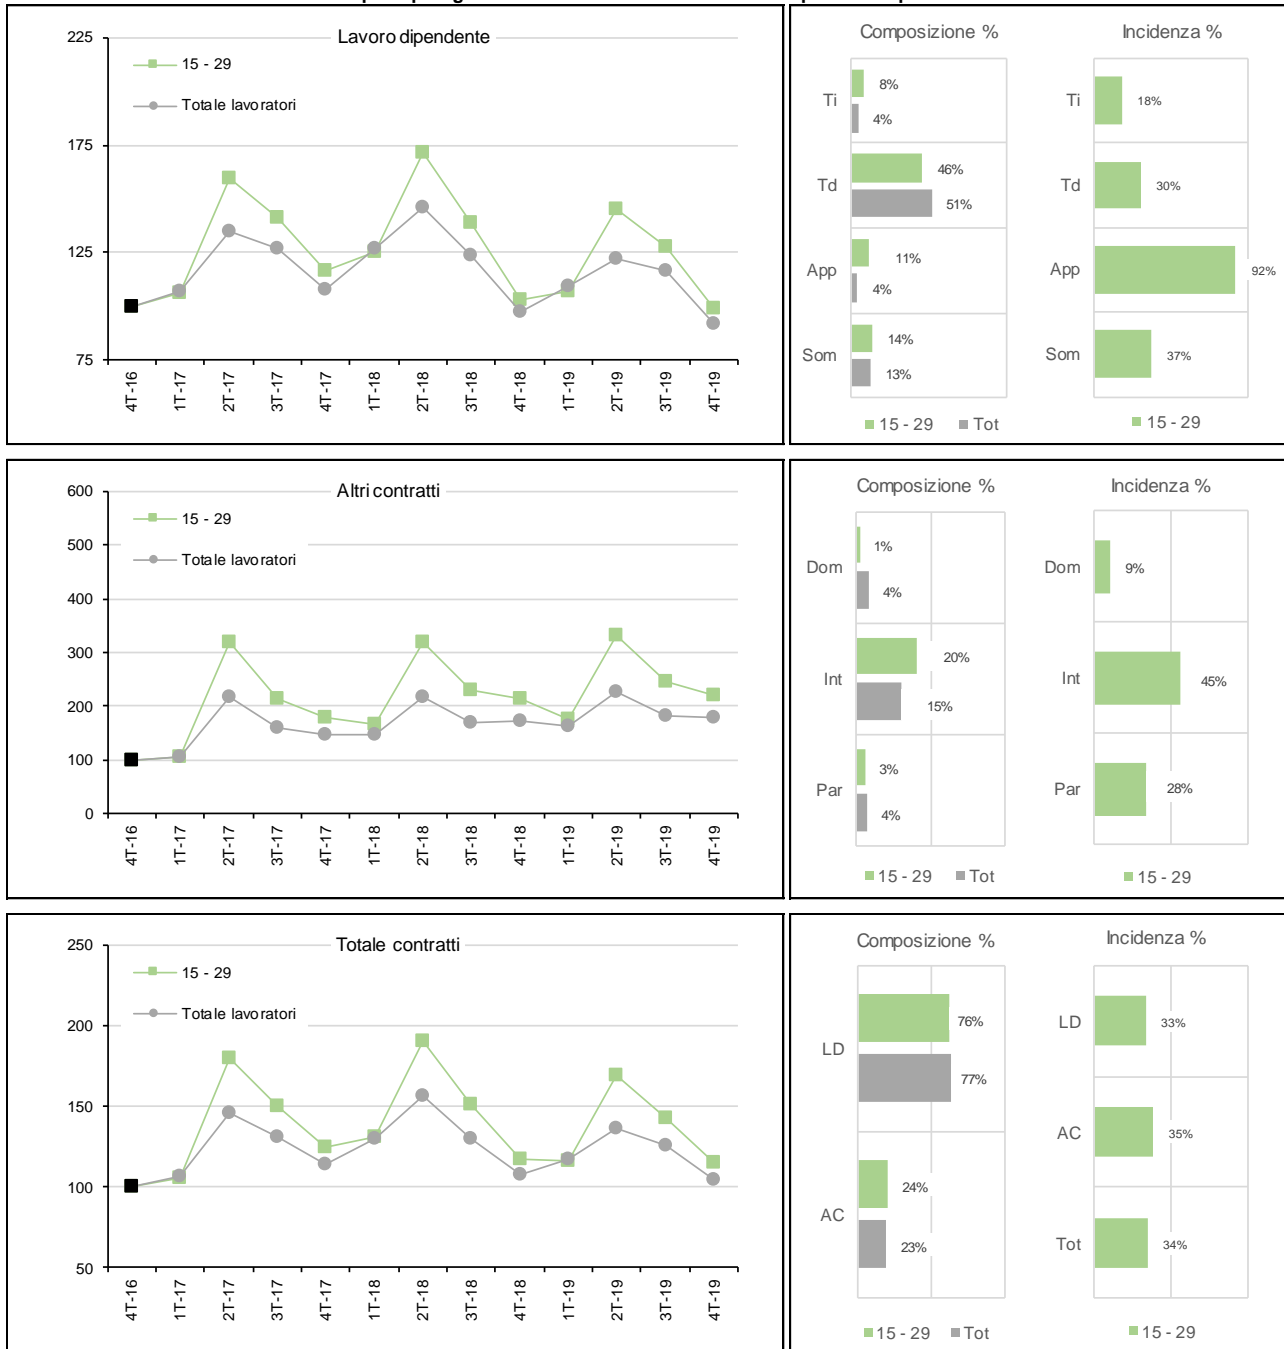 Lavoro dipendente
225
175
125
75
15 - 29
Totale lavoratori
4T-16
1T-17
2T-17
3T-17
4T-17
1T-18
2T-18
3T-18
4T-18
1T-19
2T-19
3T-19
4T-19
Composizione %
Ti
8%
4%
Td
46%
51%
App
11%
4%
Som
14%
13%
15 - 29 Tot
Incidenza %
Ti
18%
Td
30%
App
92%
Som
37%
15 - 29
Altri contratti
600
500
400
300
200
100
0
15 - 29
Totale lavoratori
4T-16
1T-17
2T-17
3T-17
4T-17
1T-18
2T-18
3T-18
4T-18
1T-19
2T-19
3T-19
4T-19
Composizione %
Dom
1%
4%
Int
20%
15%
Par
3%
4%
15 - 29 Tot
Incidenza %
Dom
9%
Int
45%
Par
28%
15 - 29
Totale contratti
250
200
150
100
50
15 - 29
Totale lavoratori
4T-16
1T-17
2T-17
3T-17
4T-17
1T-18
2T-18
3T-18
4T-18
1T-19
2T-19
3T-19
4T-19
Composizione %
LD
76%
77%
AC
24%
23%
15 - 29 Tot
Incidenza %
LD
33%
AC
35%
Tot
34%
15 - 29